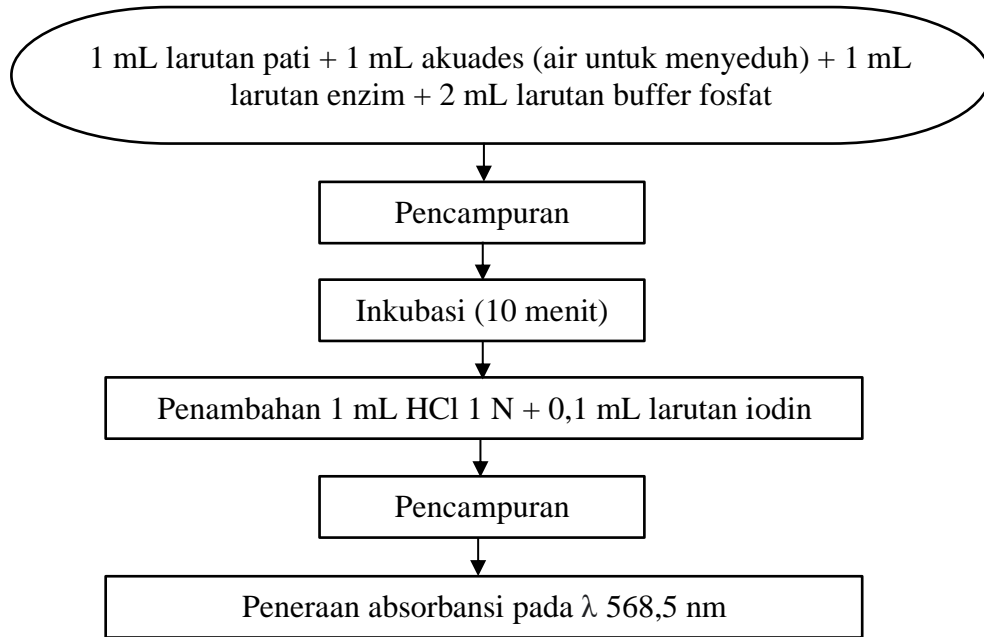 1 mL larutan pati + 1 mL akuades (air untuk menyeduh) + 1 mL
larutan enzim + 2 mL larutan buffer fosfat
Pencampuran
Inkubasi (10 menit)
Penambahan 1 mL HCl 1 N + 0,1 mL larutan iodin
Pencampuran
Peneraan absorbansi pada λ 568,5 nm